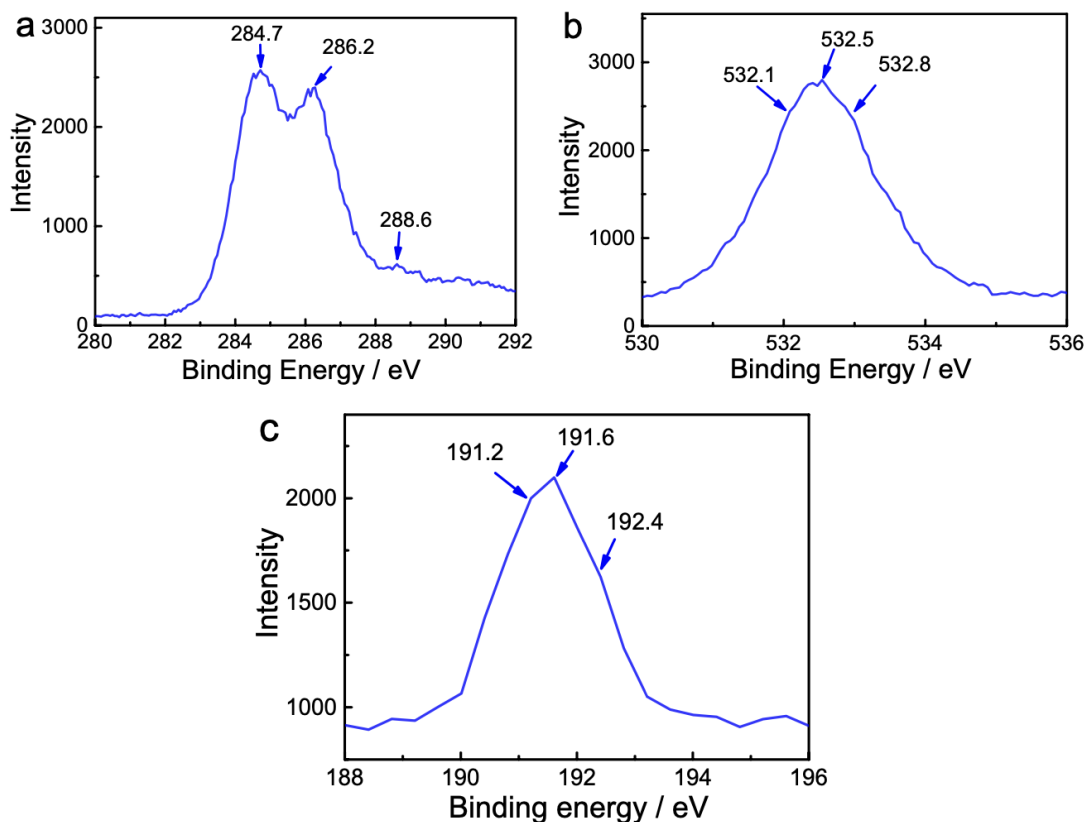 a
3000
2000
1000
0
Intensity
284.7
286.2
288.6
280 282 284 286 288 290 292
Binding Energy / eV
b
3000
2000
1000
0
Intensity
532.1
532.5
532.8
530 532 534 536
Binding Energy / eV
c
2000
1500
1000
Intensity
191.2
191.6
192.4
188 190 192 194 196
Binding energy / eV